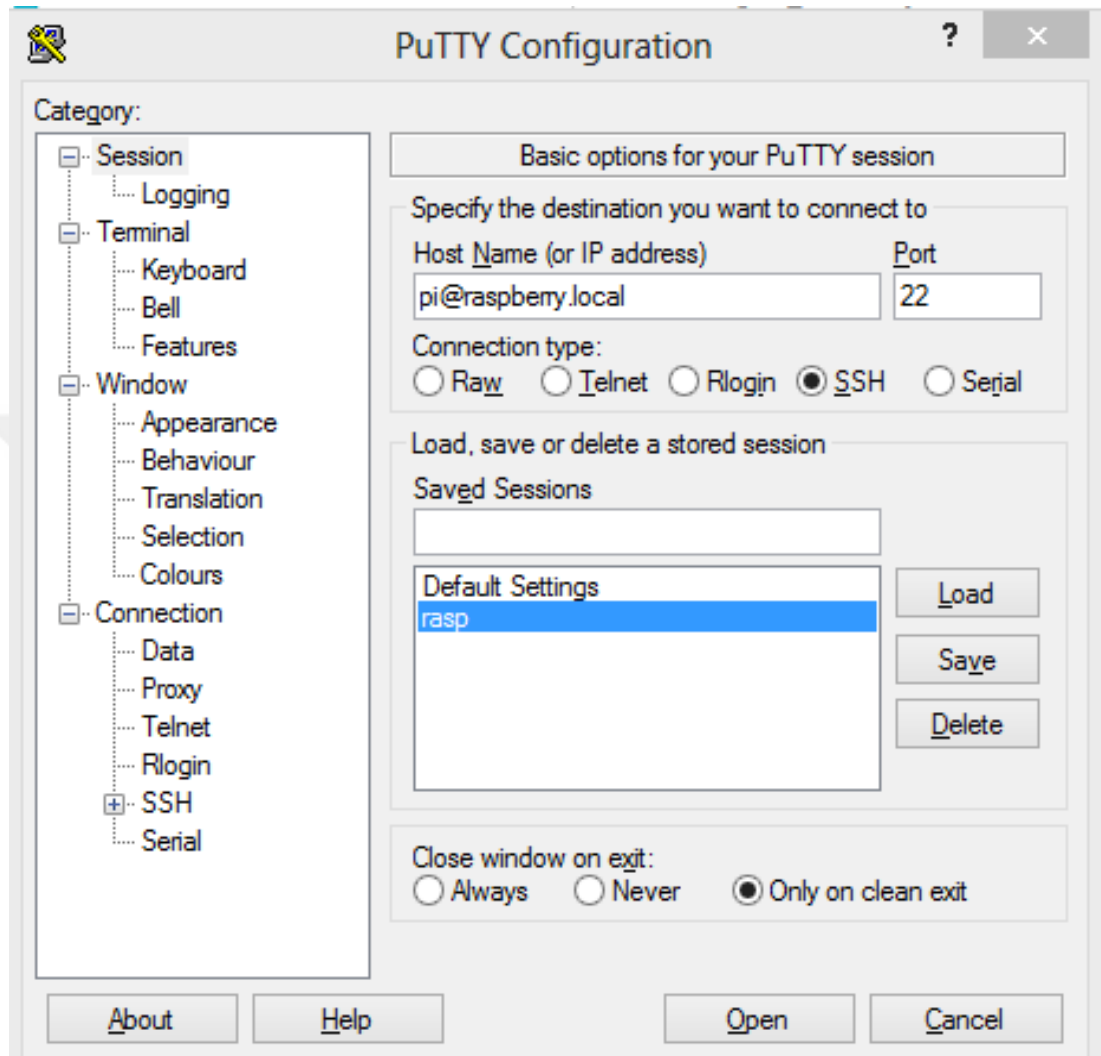 PuTTY Configuration ?
Category:
Session
Logging
Terminal
Keyboard
Bell
Features
Window
Appearance
Behaviour
Translation
Selection
Colours
Connection
Data
Proxy
Telnet
Rlogin
SSH
Serial
Basic options for your PuTTY session
Specify the destination you want to connect to
Host Name (or IP address) Port
pi@raspberry.local 22
Connection type:
Raw Telnet Rlogin SSH Serial
Load, save or delete a stored session
Saved Sessions
Default Settings
rasp
Load
Save
Delete
Close window on exit:
Always Never Only on clean exit
About Help Open Cancel